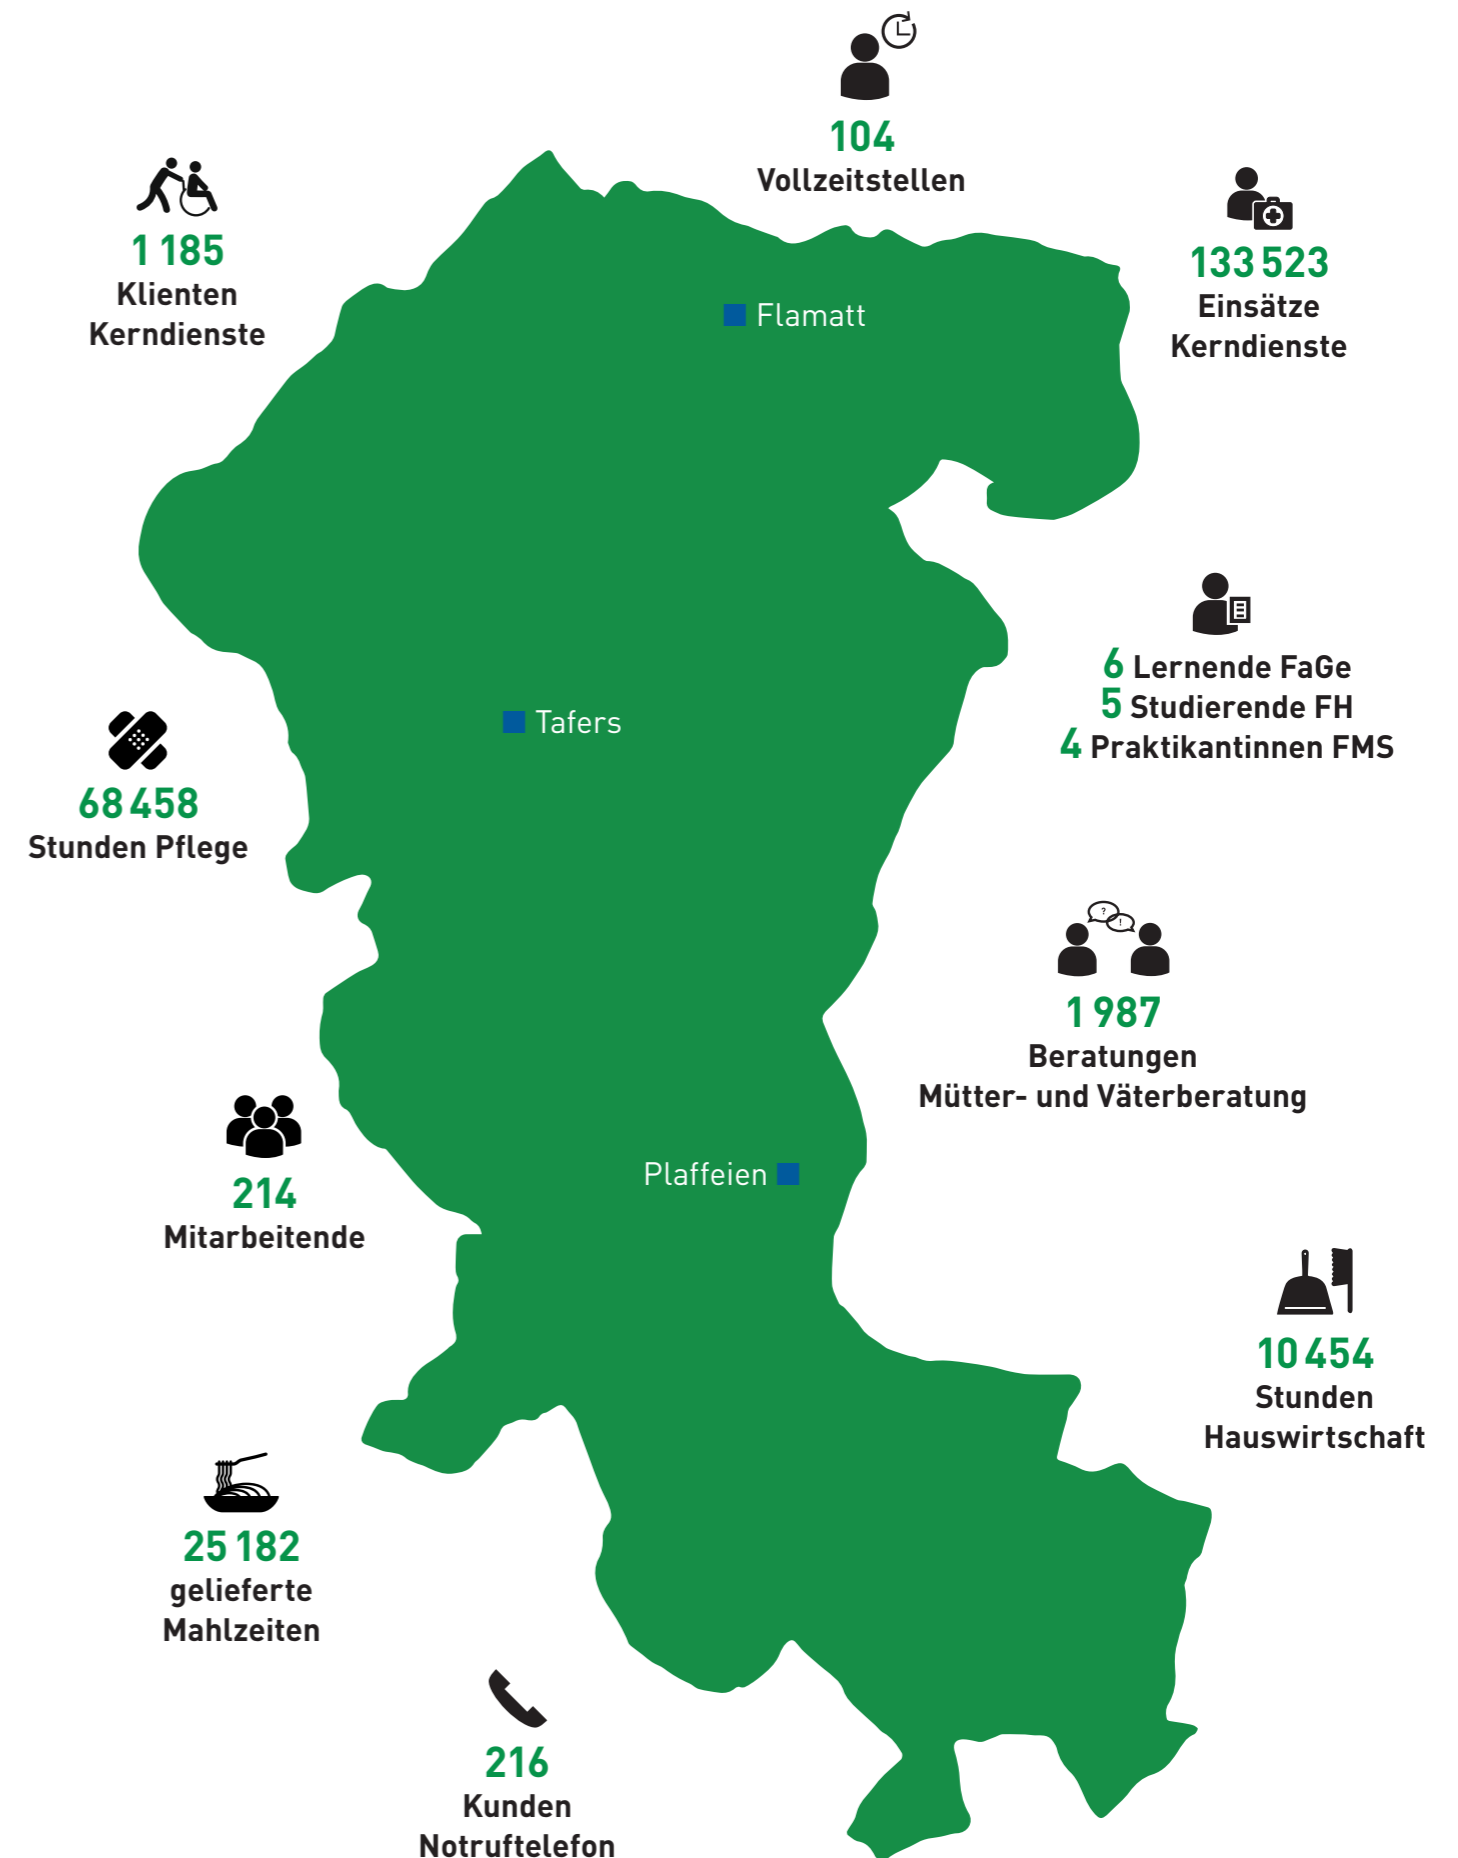 104
Vollzeitstellen
1 185
Klienten
Kerndienste
133 523
Einsätze
Kerndienste
Flamatt
6 Lernende FaGe
5 Studierende FH
4 Praktikantinnen FMS
Tafers
68 458
Stunden Pflege
?
!
1 987
Beratungen
Mütter- und Väterberatung
214
Mitarbeitende
Plaffeien
10 454
Stunden
Hauswirtschaft
25 182
gelieferte
Mahlzeiten
216
Kunden
Notruftelefon